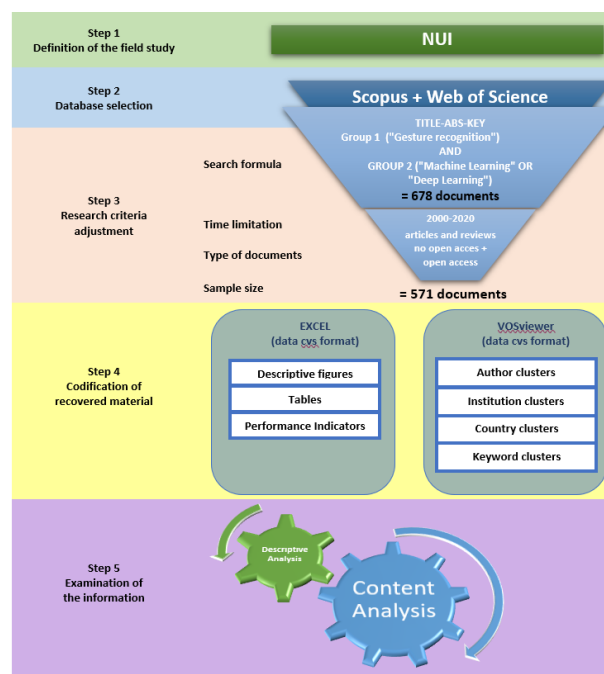 Step 1
Definition of the field study
NUI
Step 2
Database selection
Scopus + Web of Science
TITLE-ABS-KEY
Group 1 ("Gesture recognition")
AND
GROUP 2 ("Machine Learning" OR
"Deep Learning")
= 678 documents
Step 3
Research criteria
adjustment
Search formula
Time limitation
Type of documents
Sample size
2000-2020
articles and reviews
no open acces +
open access
= 571 documents
Step 4
Codification of
recovered material
EXCEL
(data cvs format)
Descriptive figures
Tables
Performance Indicators
VOSviewer
(data cvs format)
Author clusters
Institution clusters
Country clusters
Keyword clusters
Step 5
Examination of
the information
Descriptive
Analysis
Content
Analysis